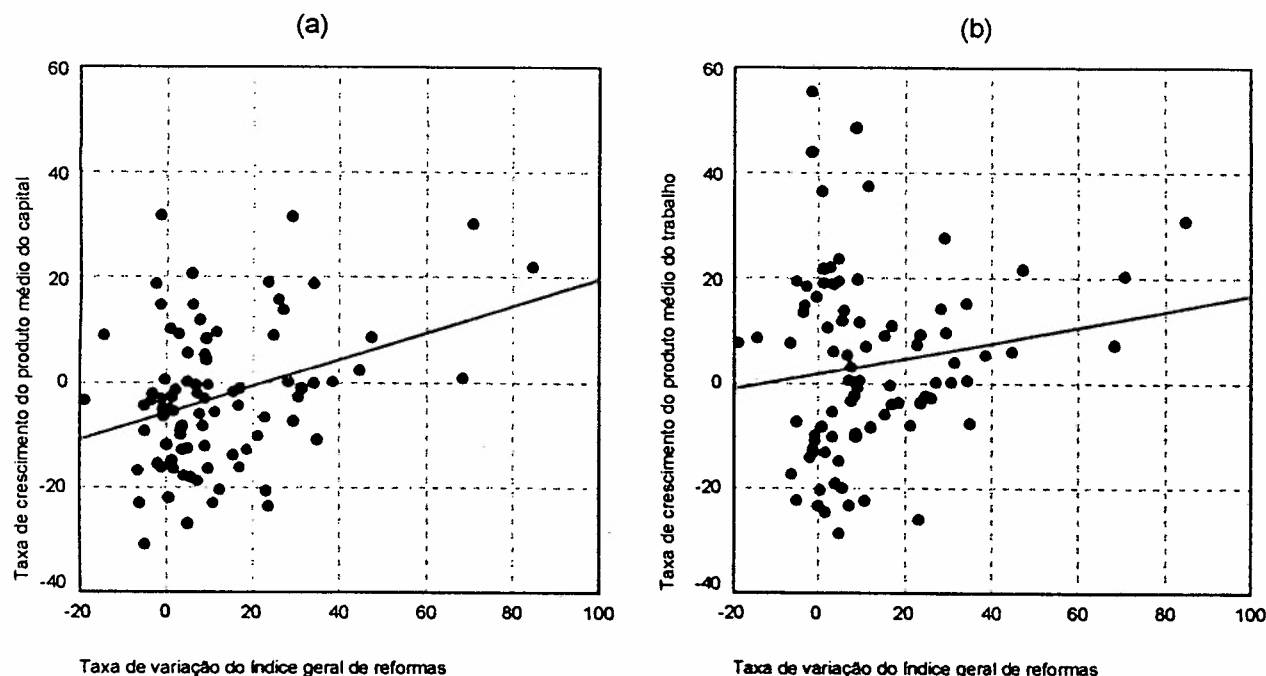 (a)
60
40
20
0
-20
-40
-20 0 20 40 60 80 100
Taxa de crescimento do produto médio do capital
Taxa de variação do índice geral de reformas
(b)
60
40
20
0
-20
-40
-20 0 20 40 60 80 100
Taxa de crescimento do produto médio do trabalho
Taxa de variação do índice geral de reformas